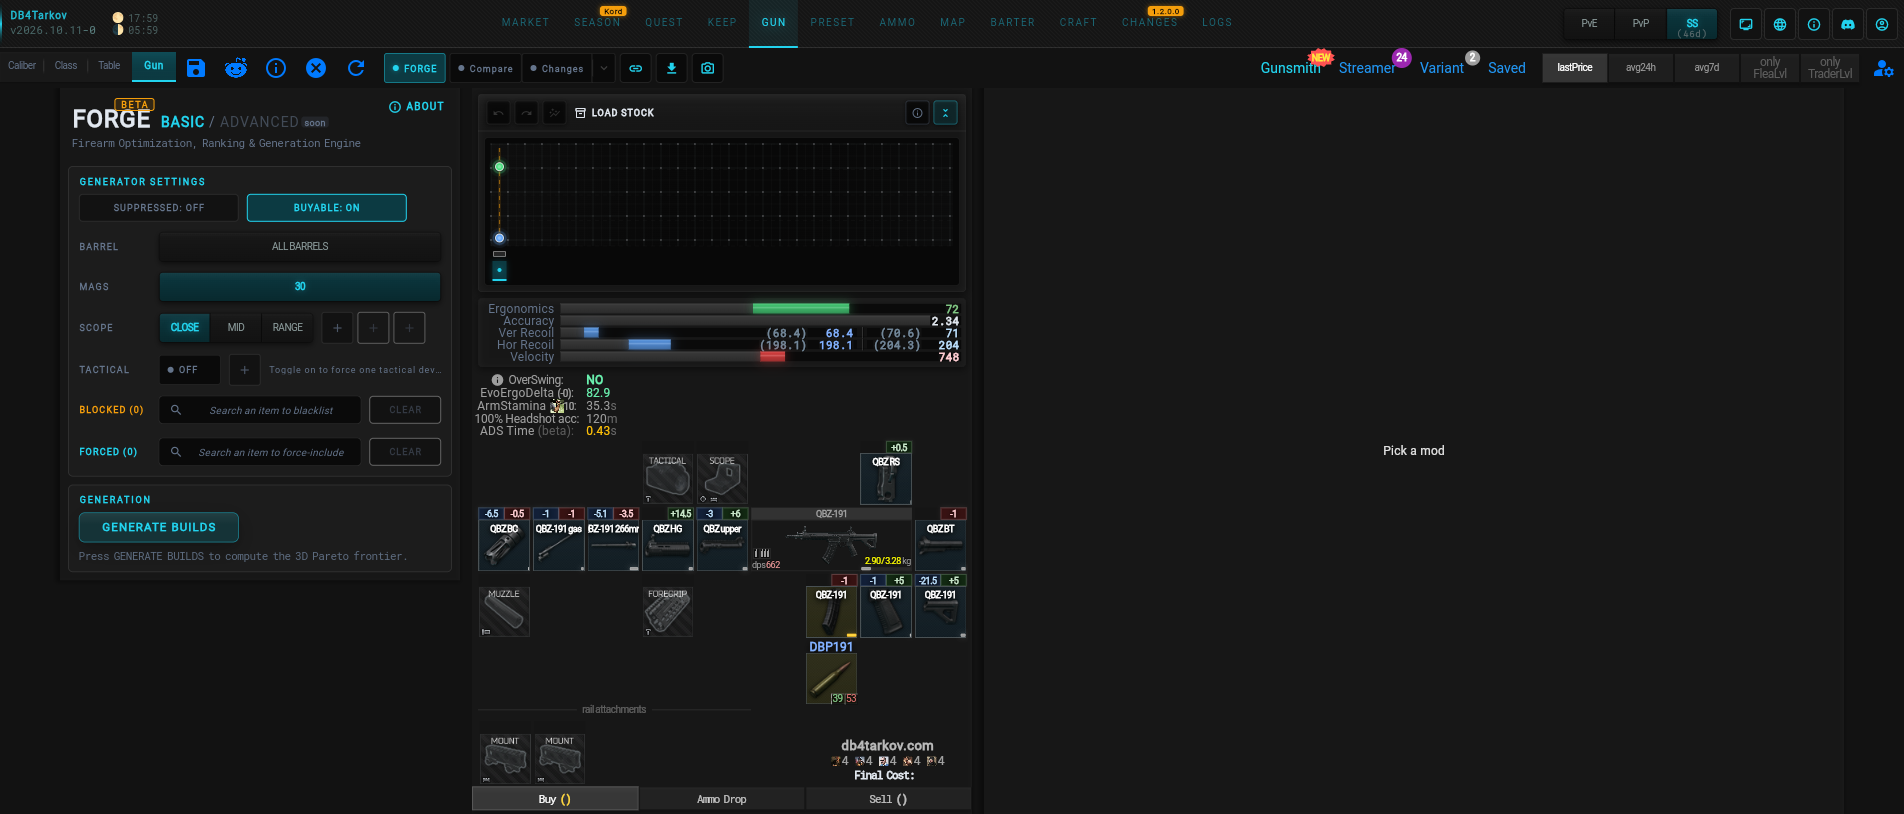 DB4Tarkov
v2026.10.11-0
17:59
05:59
MARKET
SEASON
Kord
QUEST
KEEP
GUN
PRESET
AMMO
MAP
BARTER
CRAFT
CHANGES
1.2.0.0
LOGS
PvE
PvP
SS
(46d)
Caliber
Class
Table
Gun
FORGE
Compare
Changes
Gunsmith
NEW
Streamer
24
Variant
2
Saved
lastPrice
avg24h
avg7d
only
FleaLvl
only
TraderLvl
BETA
FORGE BASIC / ADVANCED soon
ABOUT
Firearm Optimization, Ranking & Generation Engine
GENERATOR SETTINGS
SUPPRESSED: OFF
BUYABLE: ON
BARREL
ALL BARRELS
MAGS
30
SCOPE
CLOSE
MID
RANGE
+
+
+
TACTICAL
OFF
+
Toggle on to force one tactical dev...
BLOCKED (0)
Search an item to blacklist
CLEAR
FORCED (0)
Search an item to force-include
CLEAR
GENERATION
GENERATE BUILDS
Press GENERATE BUILDS to compute the 3D Pareto frontier.
LOAD STOCK
Ergonomics 72
Accuracy 2.34
Ver Recoil (68.4) 68.4 (70.6) 71
Hor Recoil (198.1) 198.1 (204.3) 204
Velocity 748
OverSwing: NO
EvoErgoDelta (-0): 82.9
ArmStamina 10: 35.3s
100% Headshot acc: 120m
ADS Time (beta): 0.43s
TACTICAL
SCOPE
+0.5
QBZ RS
-6.5 -0.5
QBZ BC
-1 -1
QBZ-191 gas
-5.1 -3.5
BZ-191 266mm
+14.5
QBZ HG
-3 +6
QBZ upper
QBZ-191
dps662
2.90/3.28 kg
-1
QBZ BT
MUZZLE
FOREGRIP
-1
QBZ-191
-1 +5
QBZ-191
-21.5 +5
QBZ-191
DBP191
39 53
rail attachments
MOUNT
MOUNT
db4tarkov.com
4 4 4 4 4
Final Cost:
Buy ()
Ammo Drop
Sell ()
Pick a mod